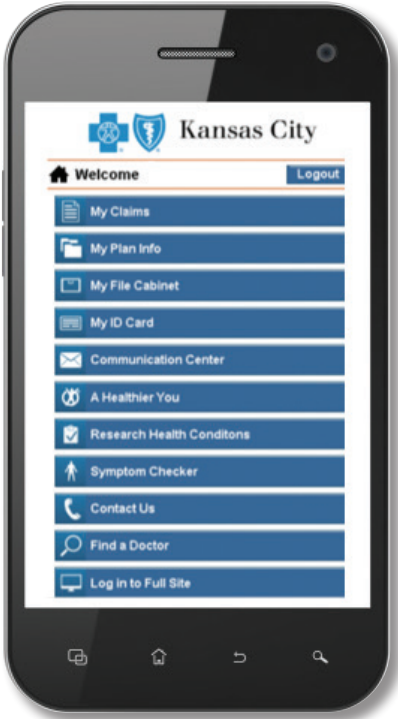 Kansas City
Welcome Logout
My Claims
My Plan Info
My File Cabinet
My ID Card
Communication Center
A Healthier You
Research Health Conditons
Symptom Checker
Contact Us
Find a Doctor
Log in to Full Site